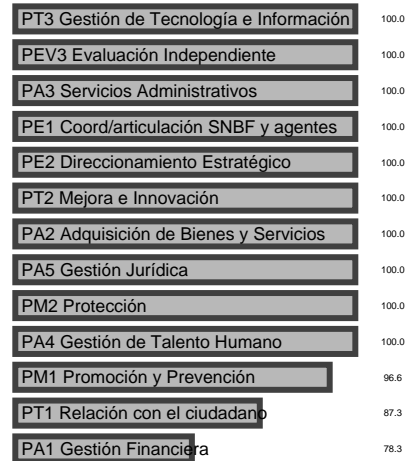 PT3 Gestión de Tecnología e Información 100.0
PEV3 Evaluación Independiente 100.0
PA3 Servicios Administrativos 100.0
PE1 Coord/articulación SNBF y agentes 100.0
PE2 Direccionamiento Estratégico 100.0
PT2 Mejora e Innovación 100.0
PA2 Adquisición de Bienes y Servicios 100.0
PA5 Gestión Jurídica 100.0
PM2 Protección 100.0
PA4 Gestión de Talento Humano 100.0
PM1 Promoción y Prevención 96.6
PT1 Relación con el ciudadano 87.3
PA1 Gestión Financiera 78.3